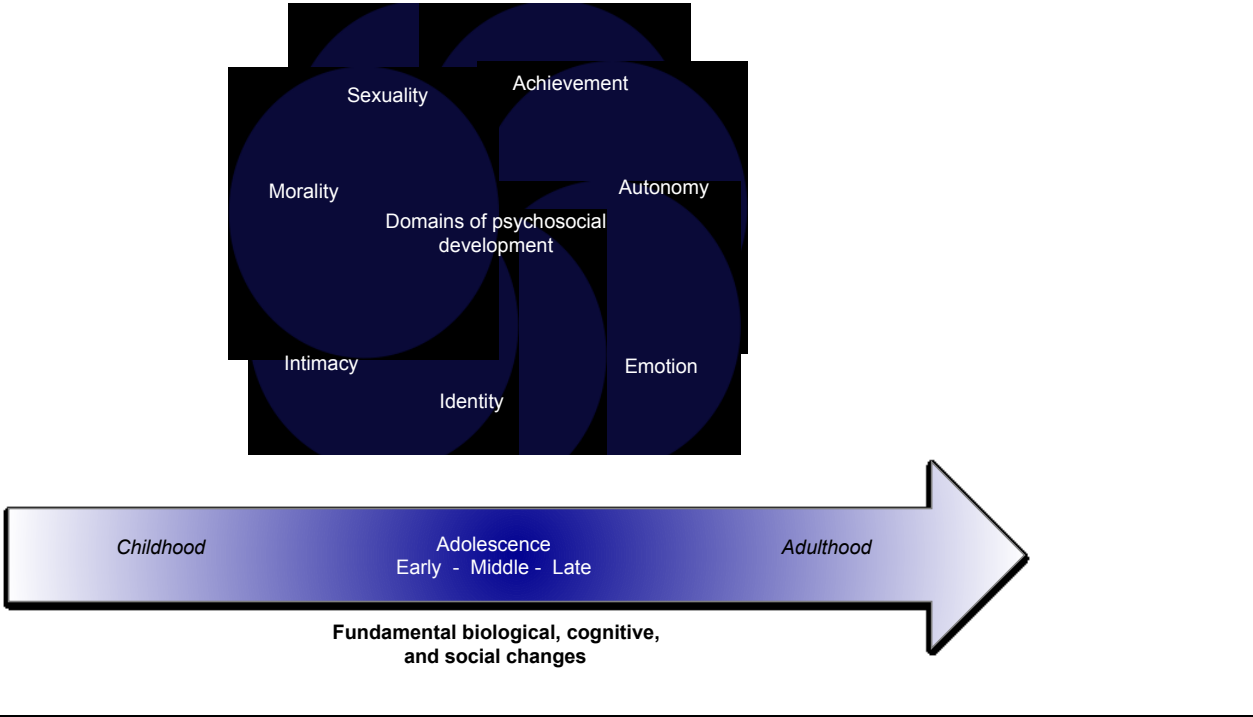 Achievement
Sexuality
Autonomy
Morality
Domains of psychosocial
development
Intimacy
Emotion
Identity
Childhood
Adolescence
Early - Middle - Late
Adulthood
Fundamental biological, cognitive,
and social changes